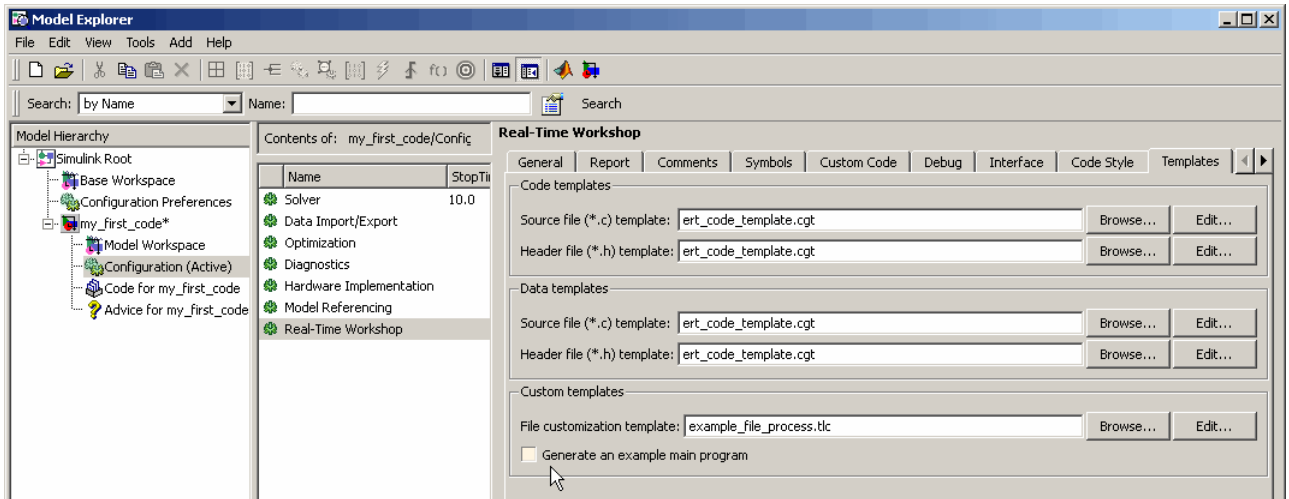 Model Explorer
File Edit View Tools Add Help
Search: by Name Name: Search
Model Hierarchy
Simulink Root
Base Workspace
Configuration Preferences
my_first_code*
Model Workspace
Configuration (Active)
Code for my_first_code
Advice for my_first_code
Contents of: my_first_code/Config
Name StopTi
Solver 10.0
Data Import/Export
Optimization
Diagnostics
Hardware Implementation
Model Referencing
Real-Time Workshop
Real-Time Workshop
General Report Comments Symbols Custom Code Debug Interface Code Style Templates
Code templates
Source file (*.c) template: ert_code_template.cgt Browse... Edit...
Header file (*.h) template: ert_code_template.cgt Browse... Edit...
Data templates
Source file (*.c) template: ert_code_template.cgt Browse... Edit...
Header file (*.h) template: ert_code_template.cgt Browse... Edit...
Custom templates
File customization template: example_file_process.tlc Browse... Edit...
Generate an example main program